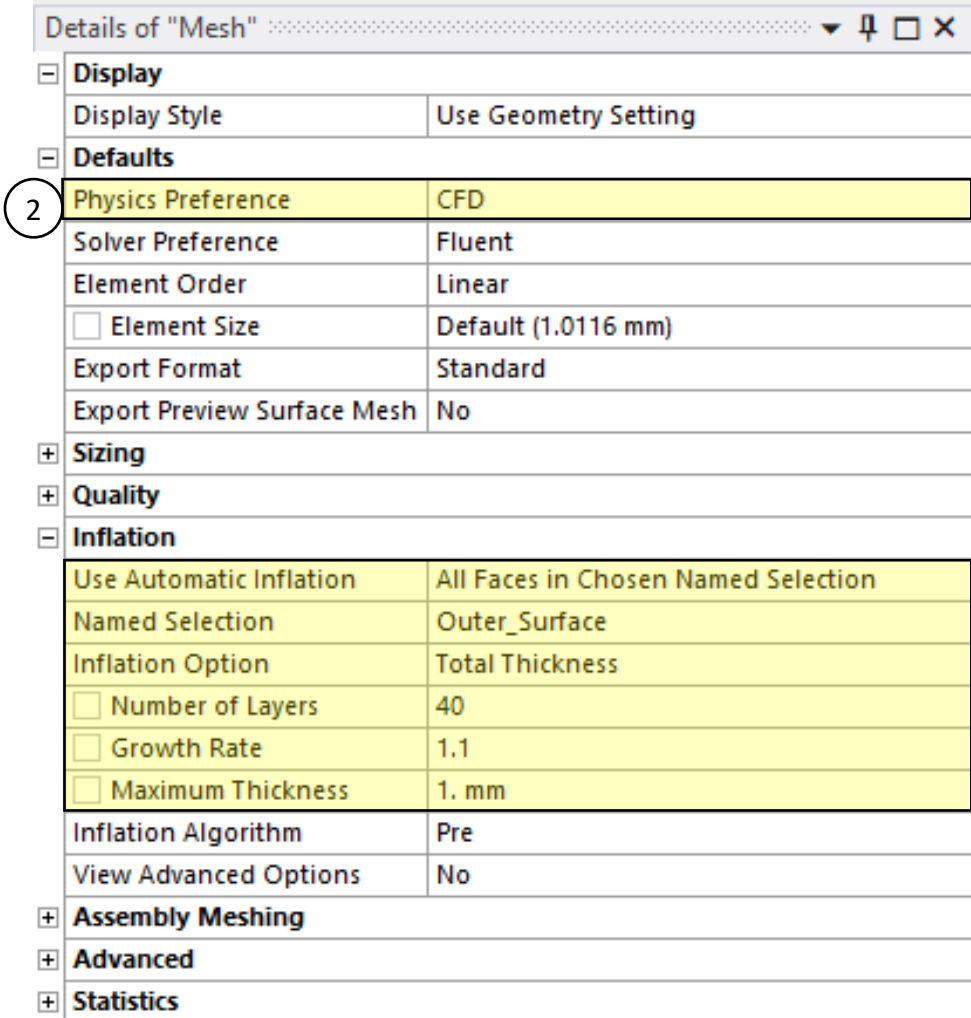 Details of "Mesh"
Display
Display Style Use Geometry Setting
Defaults
2 Physics Preference CFD
Solver Preference Fluent
Element Order Linear
Element Size Default (1.0116 mm)
Export Format Standard
Export Preview Surface Mesh No
Sizing
Quality
Inflation
Use Automatic Inflation All Faces in Chosen Named Selection
Named Selection Outer_Surface
Inflation Option Total Thickness
Number of Layers 40
Growth Rate 1.1
Maximum Thickness 1. mm
Inflation Algorithm Pre
View Advanced Options No
Assembly Meshing
Advanced
Statistics